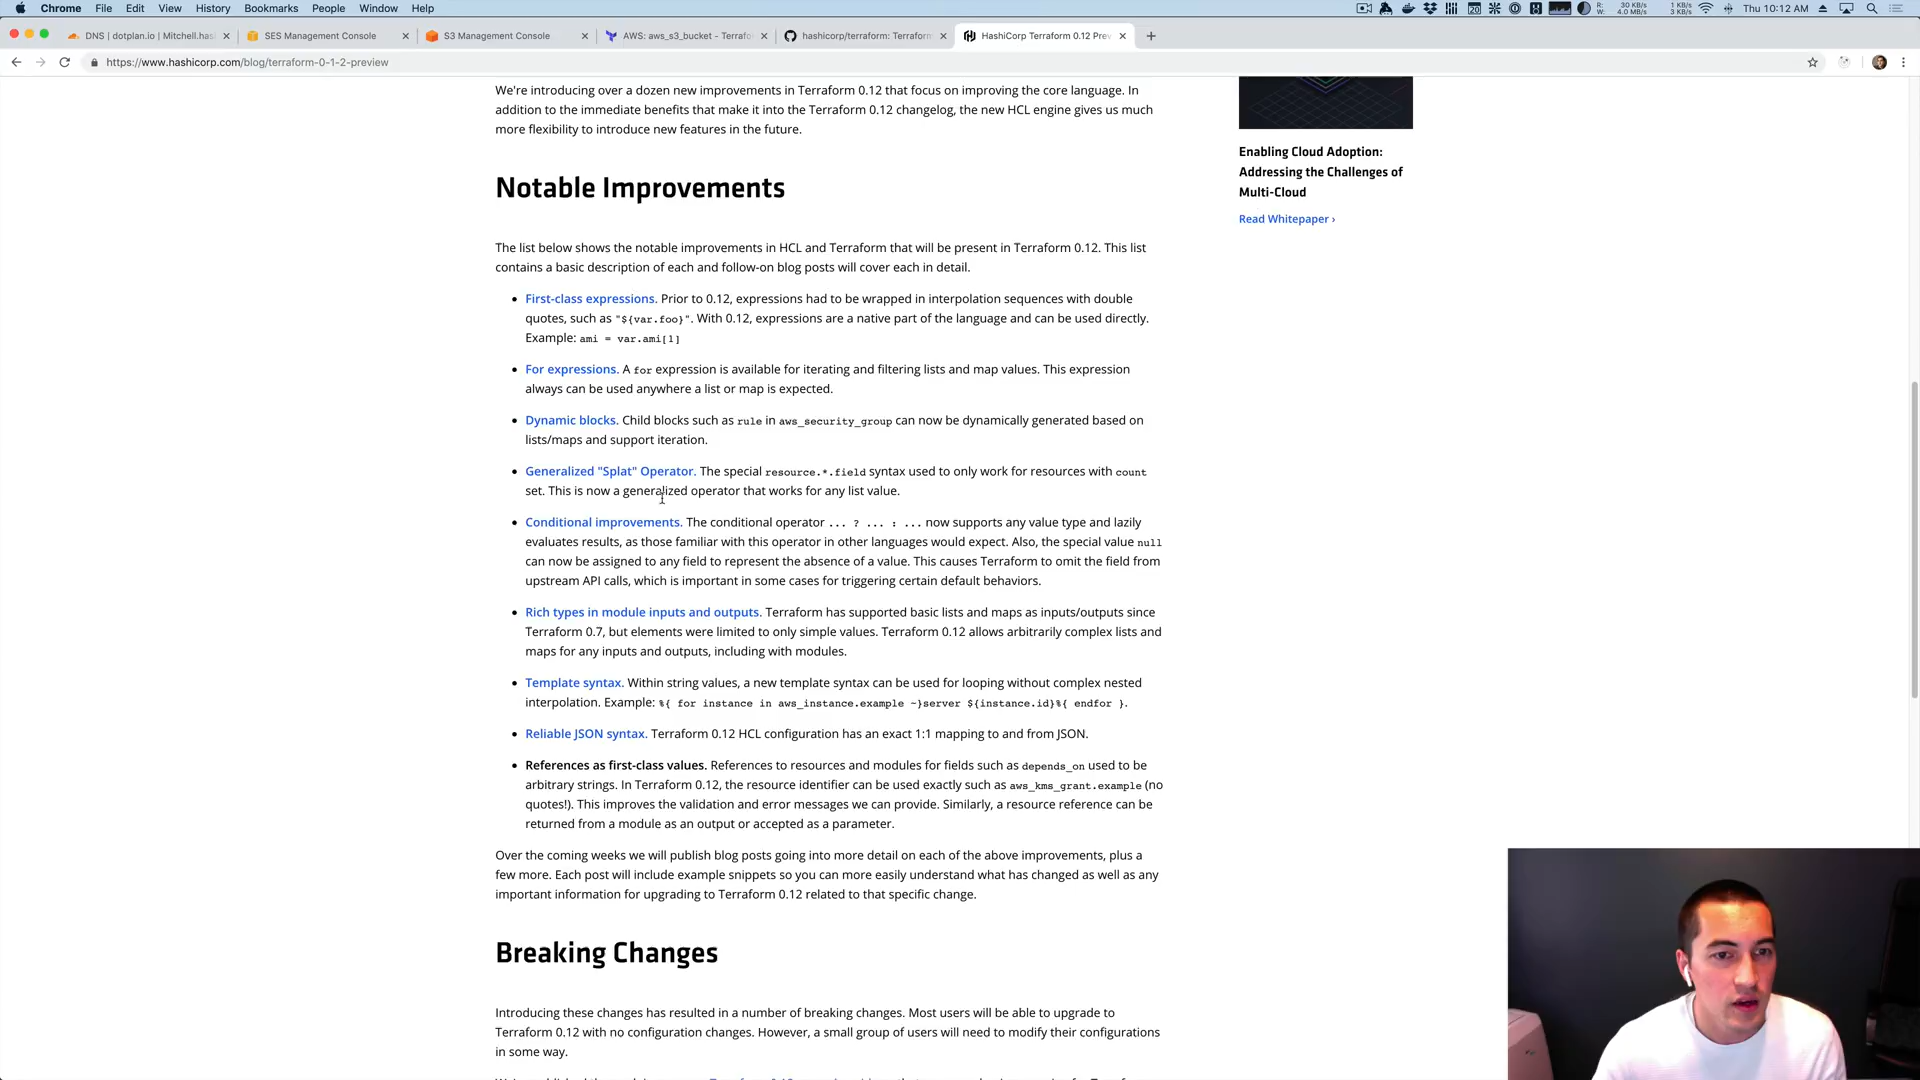 Chrome File Edit View History Bookmarks People Window Help
20 R: W: 30 KB/s 4.0 MB/s 1 KB/s 3 KB/s Thu 10:12 AM
DNS | dotplan.io | Mitchell.has
SES Management Console
S3 Management Console
AWS: aws_s3_bucket - Terrafo
hashicorp/terraform: Terraform
HashiCorp Terraform 0.12 Prev
https://www.hashicorp.com/blog/terraform-0-1-2-preview
We're introducing over a dozen new improvements in Terraform 0.12 that focus on improving the core language. In
addition to the immediate benefits that make it into the Terraform 0.12 changelog, the new HCL engine gives us much
more flexibility to introduce new features in the future.
Notable Improvements
The list below shows the notable improvements in HCL and Terraform that will be present in Terraform 0.12. This list
contains a basic description of each and follow-on blog posts will cover each in detail.
• First-class expressions. Prior to 0.12, expressions had to be wrapped in interpolation sequences with double
quotes, such as "${var.foo}". With 0.12, expressions are a native part of the language and can be used directly.
Example: ami = var.ami[1]
• For expressions. A for expression is available for iterating and filtering lists and map values. This expression
always can be used anywhere a list or map is expected.
• Dynamic blocks. Child blocks such as rule in aws_security_group can now be dynamically generated based on
lists/maps and support iteration.
• Generalized "Splat" Operator. The special resource.*.field syntax used to only work for resources with count
set. This is now a generalized operator that works for any list value.
• Conditional improvements. The conditional operator ... ? ... : ... now supports any value type and lazily
evaluates results, as those familiar with this operator in other languages would expect. Also, the special value null
can now be assigned to any field to represent the absence of a value. This causes Terraform to omit the field from
upstream API calls, which is important in some cases for triggering certain default behaviors.
• Rich types in module inputs and outputs. Terraform has supported basic lists and maps as inputs/outputs since
Terraform 0.7, but elements were limited to only simple values. Terraform 0.12 allows arbitrarily complex lists and
maps for any inputs and outputs, including with modules.
• Template syntax. Within string values, a new template syntax can be used for looping without complex nested
interpolation. Example: %{ for instance in aws_instance.example ~}server ${instance.id}%{ endfor }.
• Reliable JSON syntax. Terraform 0.12 HCL configuration has an exact 1:1 mapping to and from JSON.
• References as first-class values. References to resources and modules for fields such as depends_on used to be
arbitrary strings. In Terraform 0.12, the resource identifier can be used exactly such as aws_kms_grant.example (no
quotes!). This improves the validation and error messages we can provide. Similarly, a resource reference can be
returned from a module as an output or accepted as a parameter.
Over the coming weeks we will publish blog posts going into more detail on each of the above improvements, plus a
few more. Each post will include example snippets so you can more easily understand what has changed as well as any
important information for upgrading to Terraform 0.12 related to that specific change.
Breaking Changes
Introducing these changes has resulted in a number of breaking changes. Most users will be able to upgrade to
Terraform 0.12 with no configuration changes. However, a small group of users will need to modify their configurations
in some way.
Enabling Cloud Adoption:
Addressing the Challenges of
Multi-Cloud
Read Whitepaper ›